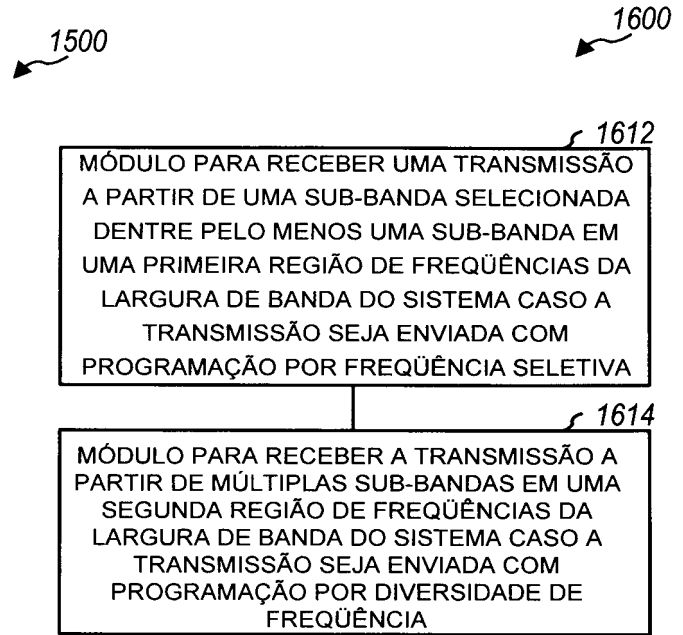 1500
1600
1612
MÓDULO PARA RECEBER UMA TRANSMISSÃO
A PARTIR DE UMA SUB-BANDA SELECIONADA
DENTRE PELO MENOS UMA SUB-BANDA EM
UMA PRIMEIRA REGIÃO DE FREQÜÊNCIAS DA
LARGURA DE BANDA DO SISTEMA CASO A
TRANSMISSÃO SEJA ENVIADA COM
PROGRAMAÇÃO POR FREQÜÊNCIA SELETIVA
1614
MÓDULO PARA RECEBER A TRANSMISSÃO A
PARTIR DE MÚLTIPLAS SUB-BANDAS EM UMA
SEGUNDA REGIÃO DE FREQÜÊNCIAS DA
LARGURA DE BANDA DO SISTEMA CASO A
TRANSMISSÃO SEJA ENVIADA COM
PROGRAMAÇÃO POR DIVERSIDADE DE
FREQÜÊNCIA